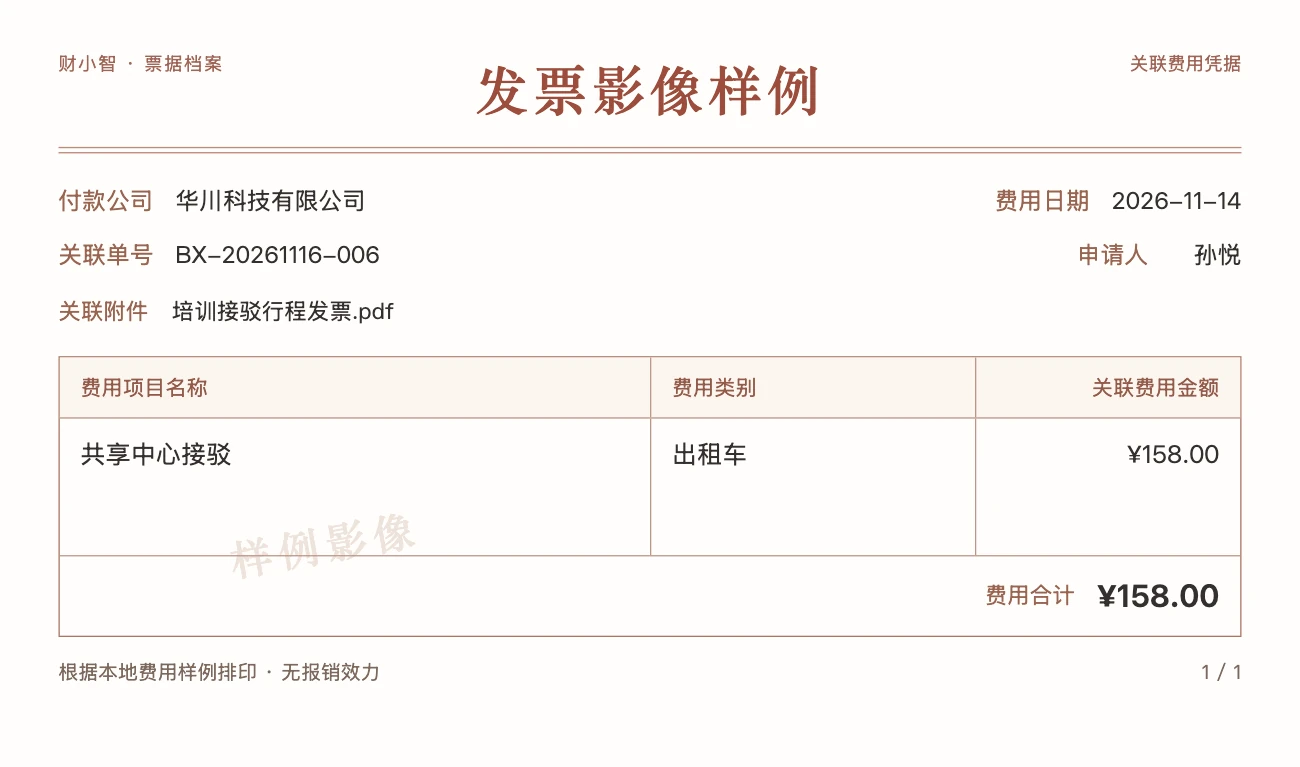 财小智 · 票据档案
关联费用凭据
发票影像样例
付款公司 华川科技有限公司
费用日期 2026–11–14
关联单号 BX–20261116–006
申请人 孙悦
关联附件 培训接驳行程发票.pdf
费用项目名称 费用类别 关联费用金额
共享中心接驳 出租车 ¥158.00
样例影像
费用合计 ¥158.00
根据本地费用样例排印 · 无报销效力
1 / 1